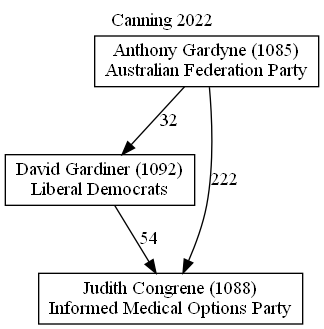 Canning 2022
Anthony Gardyne (1085)
Australian Federation Party
32
David Gardiner (1092)
Liberal Democrats
222
54
Judith Congrene (1088)
Informed Medical Options Party